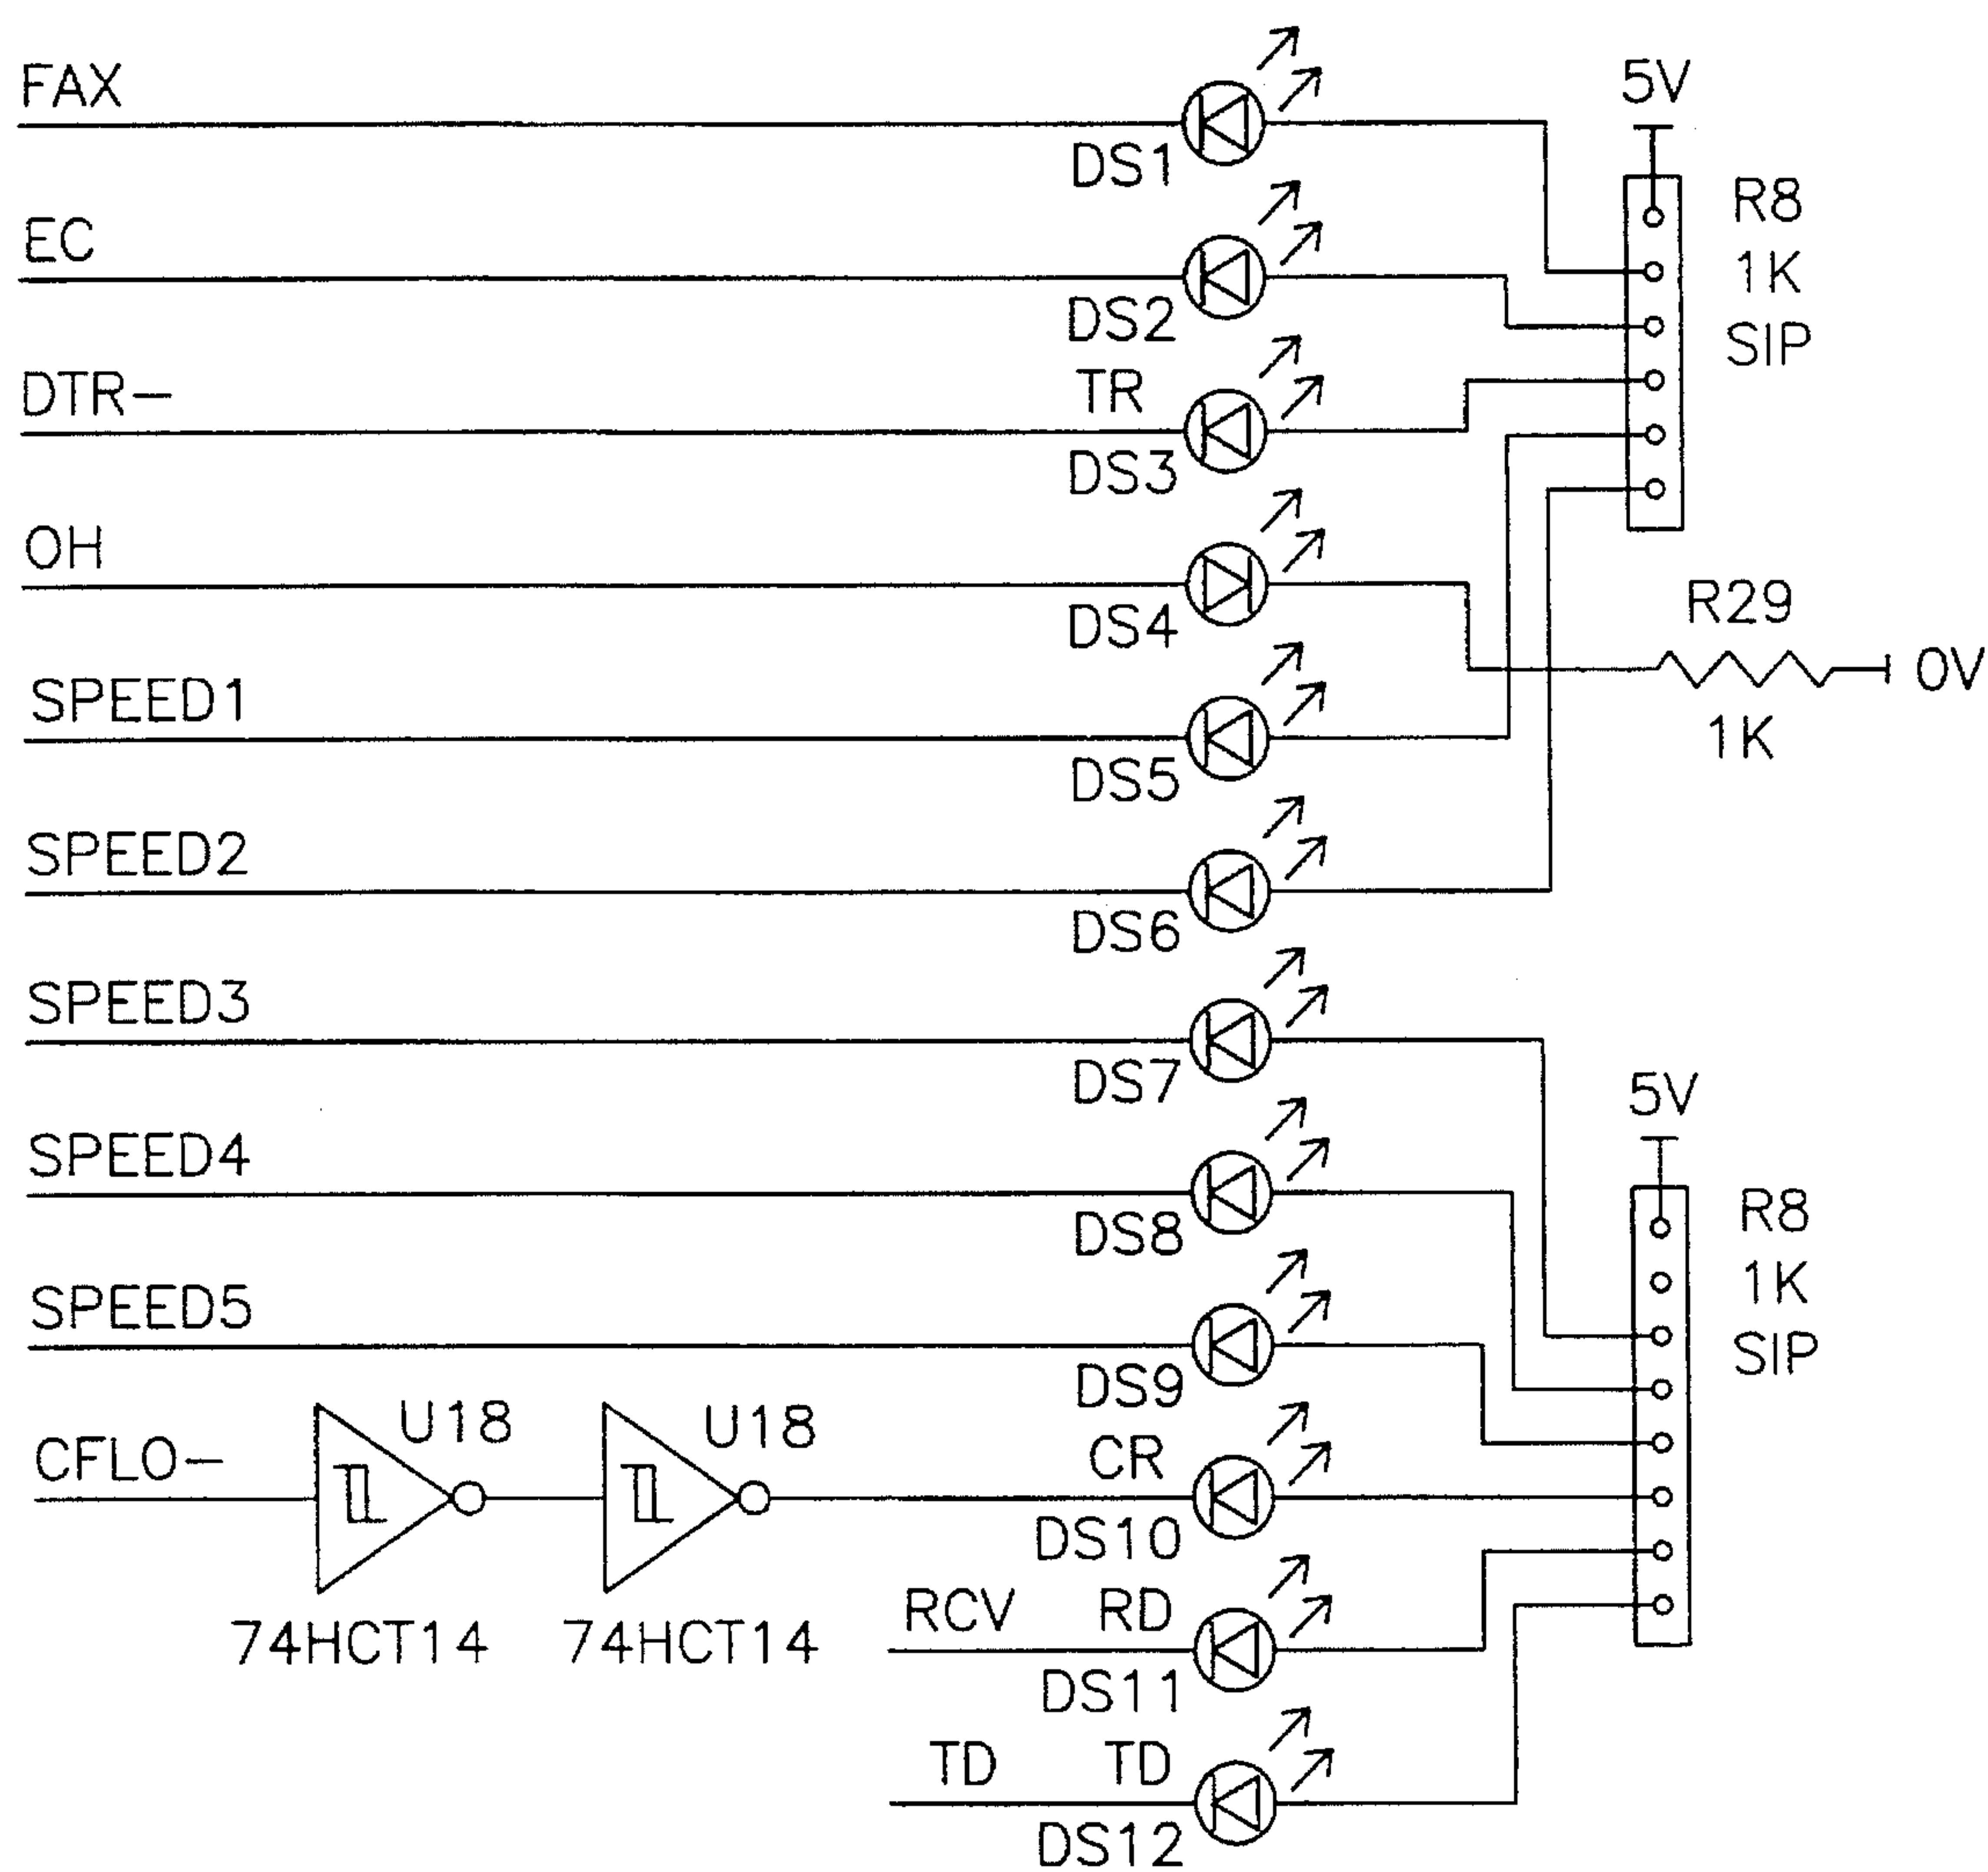 FAX
DS1
5V
R8
1K
SIP
EC
DS2
DTR-
TR
DS3
OH
DS4
R29
1K
0V
SPEED1
DS5
SPEED2
DS6
SPEED3
DS7
5V
R8
1K
SIP
SPEED4
DS8
SPEED5
DS9
CFLO-
U18
74HCT14
U18
74HCT14
CR
DS10
RCV
RD
DS11
TD
TD
DS12